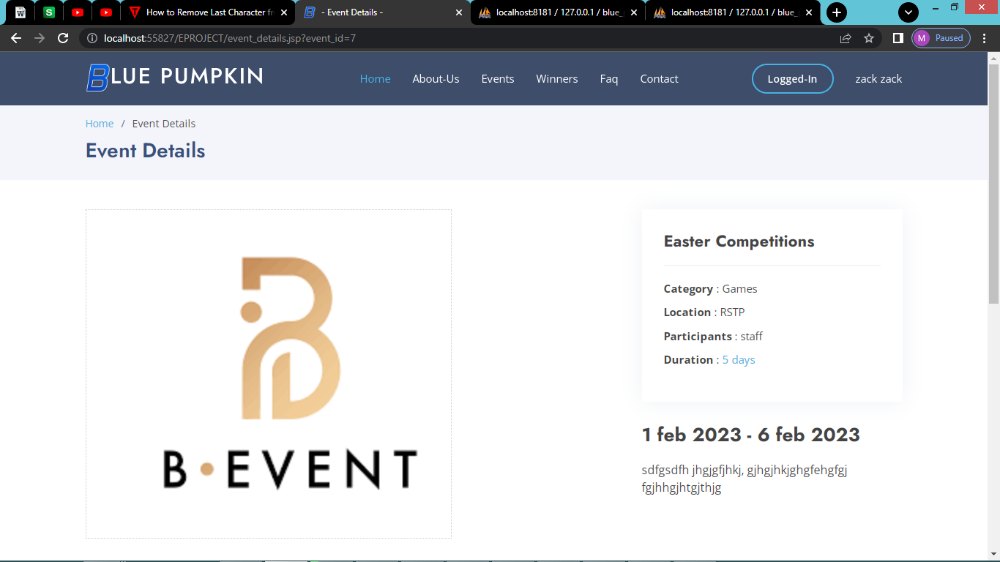 How to Remove Last Character fr
- Event Details -
localhost:8181 / 127.0.0.1 / blue_
localhost:8181 / 127.0.0.1 / blue_
localhost:55827/EPROJECT/event_details.jsp?event_id=7
M Paused
BLUE PUMPKIN
Home About-Us Events Winners Faq Contact
Logged-In
zack zack
Home / Event Details
Event Details
B·EVENT
Easter Competitions
Category : Games
Location : RSTP
Participants : staff
Duration : 5 days
1 feb 2023 - 6 feb 2023
sdfgsdfh jhgjgfjhkj, gjhgjhkjghgfehgfgj
fgjhhgjhtgjthjg